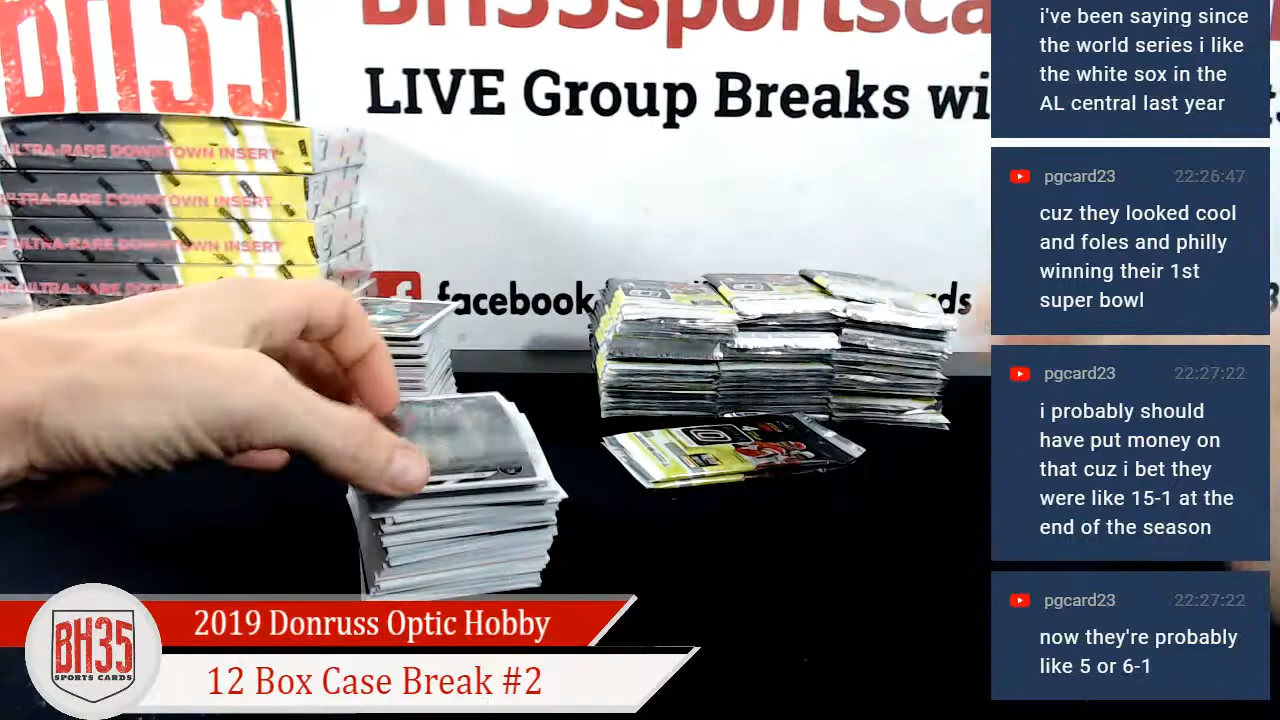 BH35sportsca
BH35
LIVE Group Breaks wi
ULTRA-RARE DOWNTOWN INSERT
ULTRA-RARE DOWNTOWN INSERT
ULTRA-RARE DOWNTOWN INSERT
facebook
rds
i've been saying since
the world series i like
the white sox in the
AL central last year
pgcard23 22:26:47
cuz they looked cool
and foles and philly
winning their 1st
super bowl
pgcard23 22:27:22
i probably should
have put money on
that cuz i bet they
were like 15-1 at the
end of the season
pgcard23 22:27:22
now they're probably
like 5 or 6-1
2019 Donruss Optic Hobby
12 Box Case Break #2
BH35
SPORTS CARDS